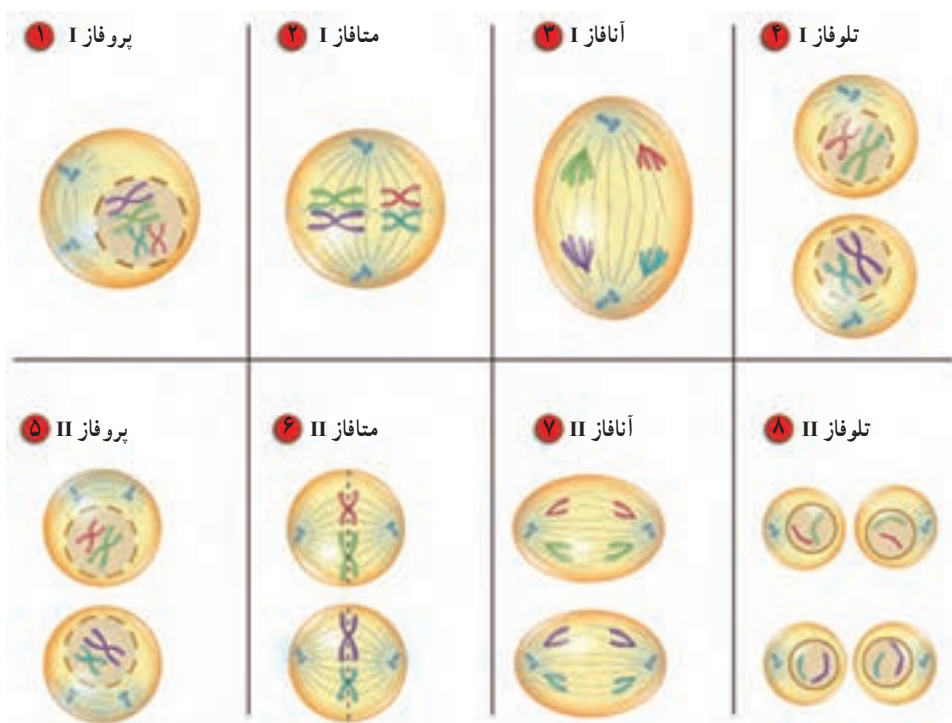 ۱ پروفاز I
۲ متافاز I
۳ آنافاز I
۴ تلوفاز I
۵ پروفاز II
۶ متافاز II
۷ آنافاز II
۸ تلوفاز II